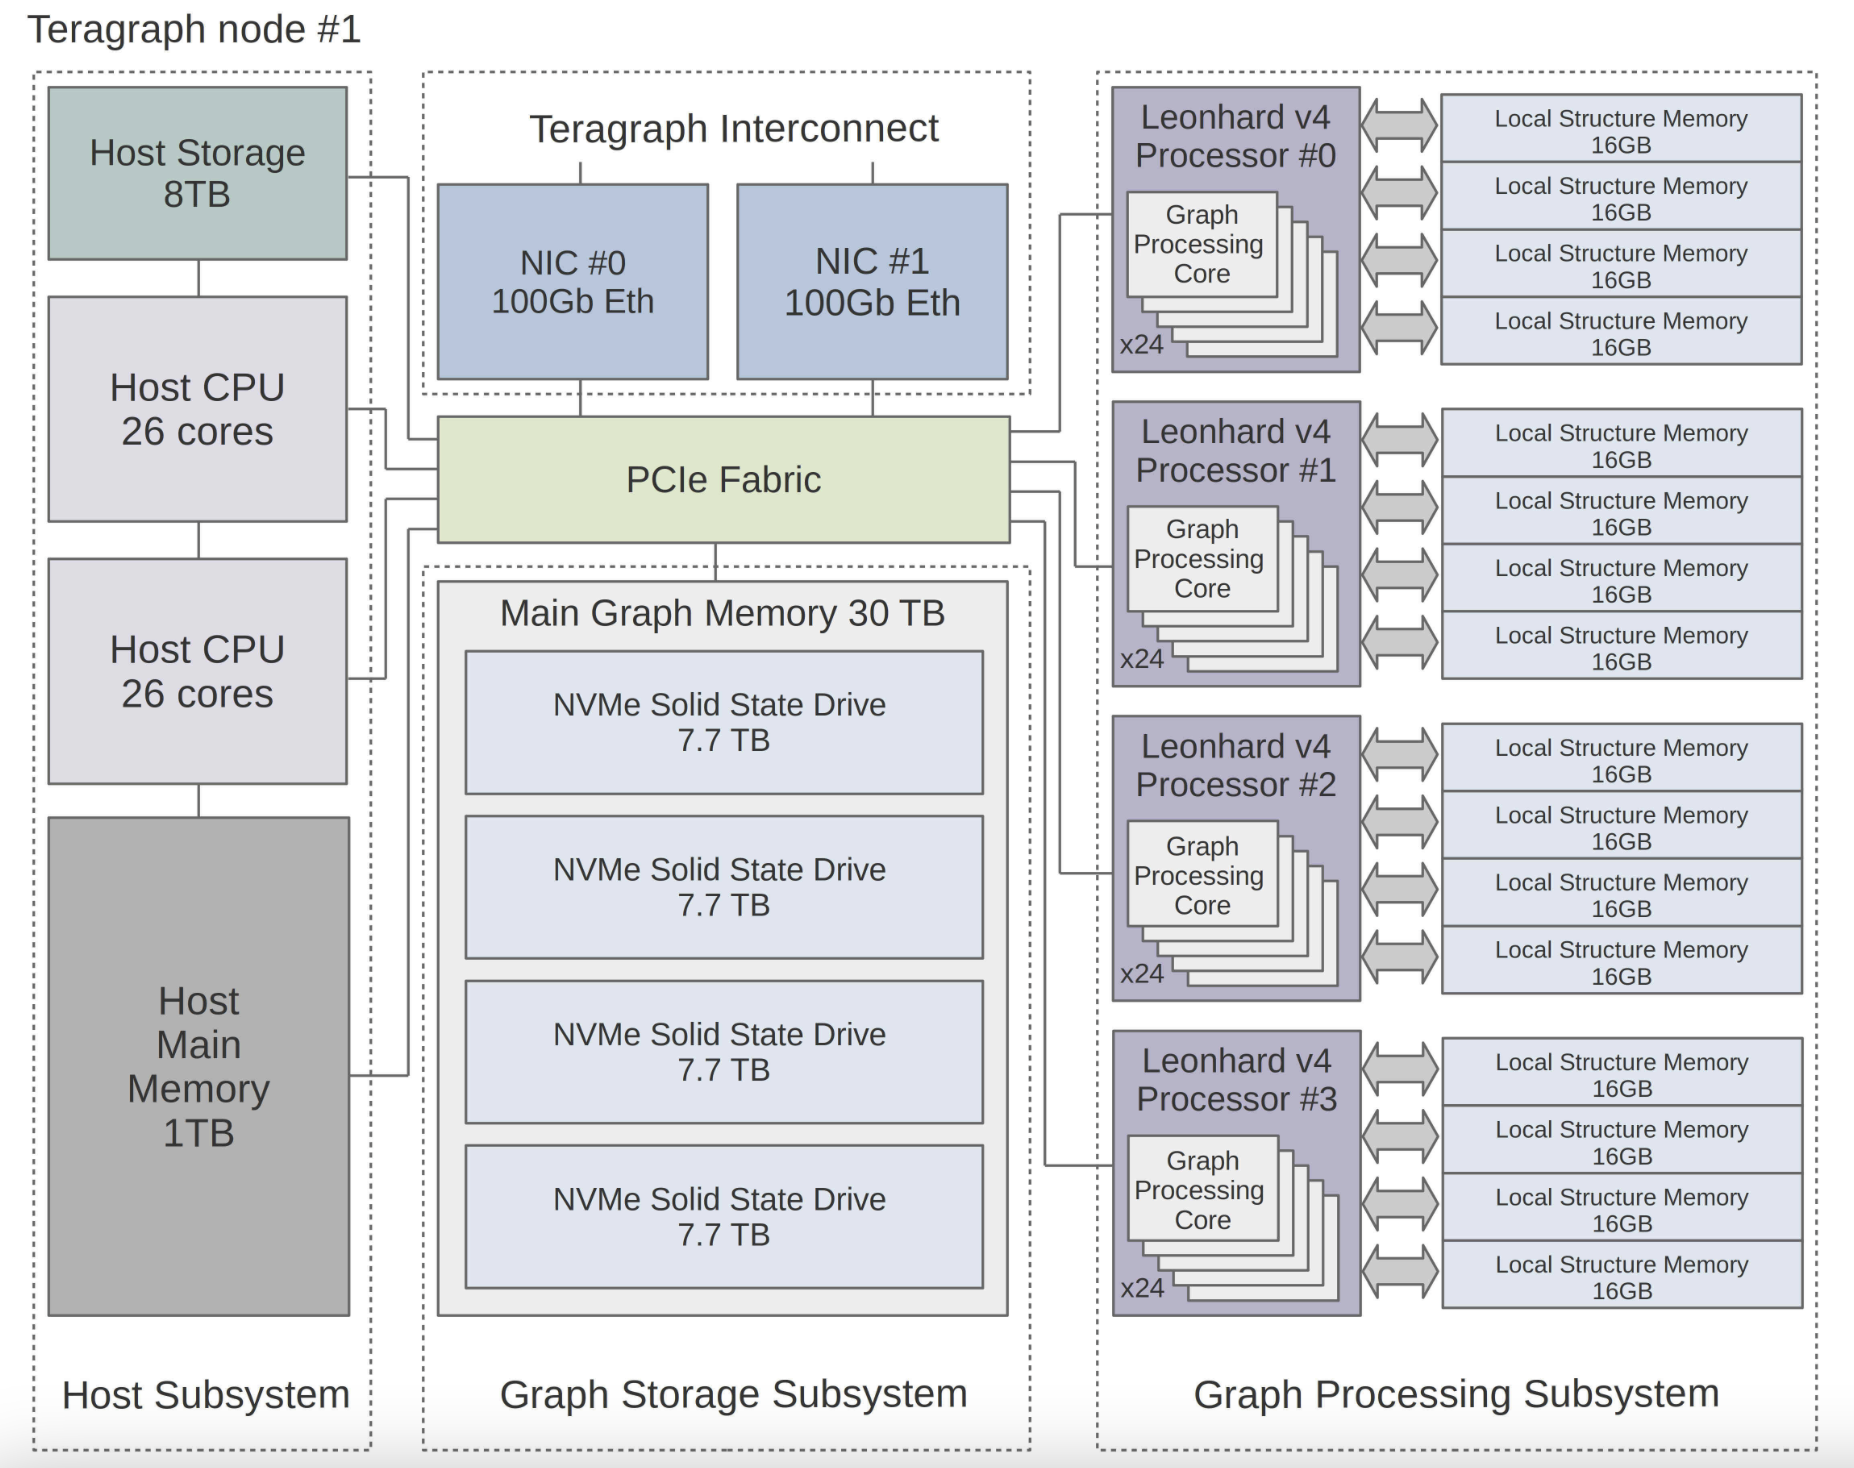 Teragraph node #1
Host Storage
8TB
Host CPU
26 cores
Host CPU
26 cores
Host
Main
Memory
1TB
Host Subsystem
Teragraph Interconnect
NIC #0
100Gb Eth
NIC #1
100Gb Eth
PCIe Fabric
Main Graph Memory 30 TB
NVMe Solid State Drive
7.7 TB
NVMe Solid State Drive
7.7 TB
NVMe Solid State Drive
7.7 TB
NVMe Solid State Drive
7.7 TB
Graph Storage Subsystem
Leonhard v4
Processor #0
Graph
Processing
Core
x24
Local Structure Memory
16GB
Local Structure Memory
16GB
Local Structure Memory
16GB
Local Structure Memory
16GB
Leonhard v4
Processor #1
Graph
Processing
Core
x24
Local Structure Memory
16GB
Local Structure Memory
16GB
Local Structure Memory
16GB
Local Structure Memory
16GB
Leonhard v4
Processor #2
Graph
Processing
Core
x24
Local Structure Memory
16GB
Local Structure Memory
16GB
Local Structure Memory
16GB
Local Structure Memory
16GB
Leonhard v4
Processor #3
Graph
Processing
Core
x24
Local Structure Memory
16GB
Local Structure Memory
16GB
Local Structure Memory
16GB
Local Structure Memory
16GB
Graph Processing Subsystem